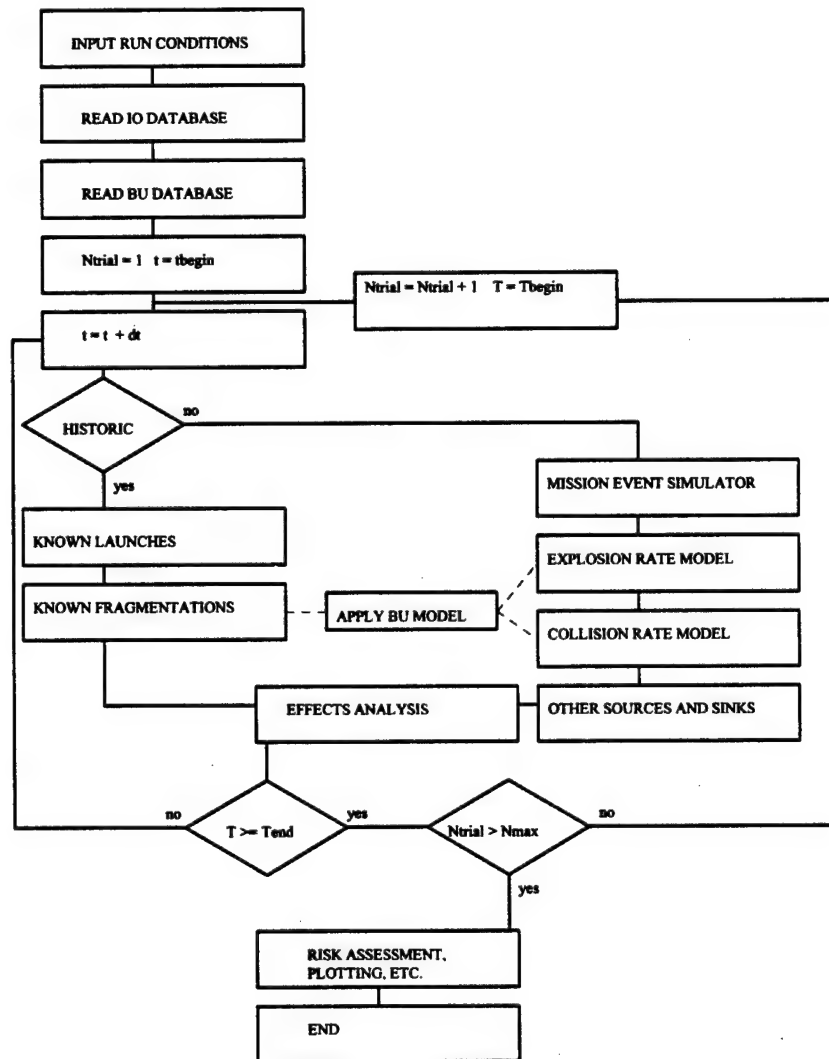 INPUT RUN CONDITIONS
READ IO DATABASE
READ BU DATABASE
Ntrial = 1 t = tbegin
Ntrial = Ntrial + 1 T = Tbegin
t = t + dt
HISTORIC
no
yes
MISSION EVENT SIMULATOR
KNOWN LAUNCHES
EXPLOSION RATE MODEL
KNOWN FRAGMENTATIONS
APPLY BU MODEL
COLLISION RATE MODEL
EFFECTS ANALYSIS
OTHER SOURCES AND SINKS
no
T >= Tend
yes
Ntrial > Nmax
no
yes
RISK ASSESSMENT,
PLOTTING, ETC.
END